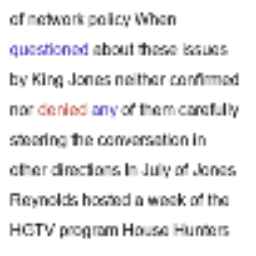 of network policy When
questioned about these issues
by King Jones neither confirmed
nor denied any of them carefully
steering the conversation in
other directions In July of Jones
Reynolds hosted a week of the
HGTV program House Hunters